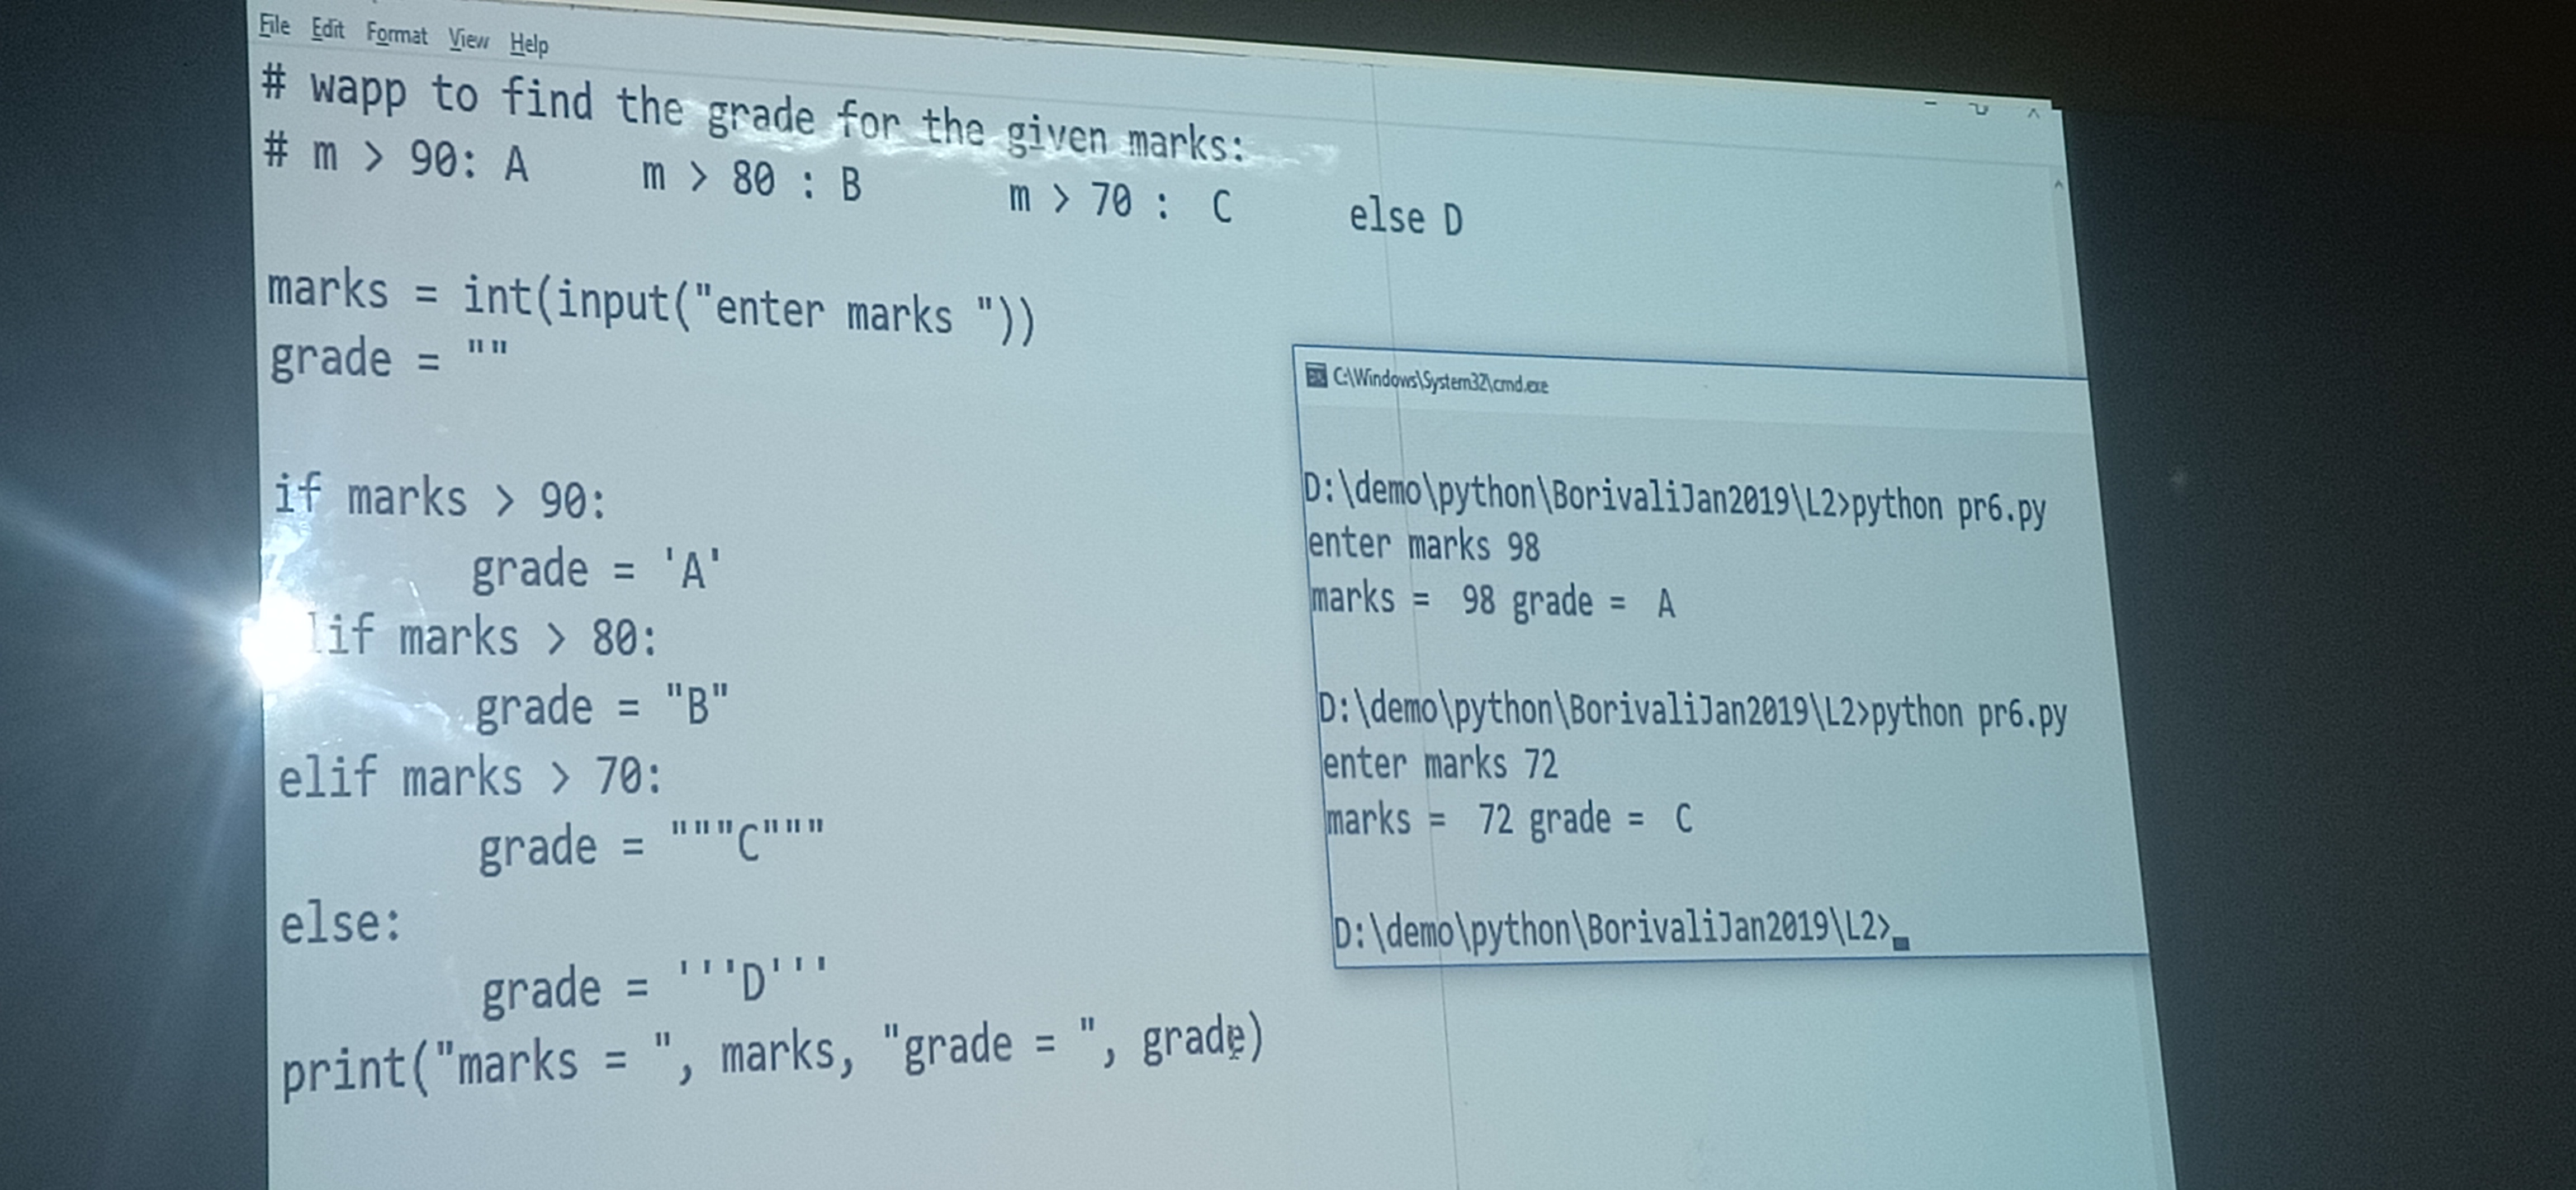 File Edit Format View Help
# wapp to find the grade for the given marks:
# m > 90: A m > 80 : B m > 70 : C else D
marks = int(input("enter marks "))
grade = ""
if marks > 90:
grade = 'A'
lif marks > 80:
grade = "B"
elif marks > 70:
grade = """C"""
else:
grade = '''D'''
print("marks = ", marks, "grade = ", grade)
C:\Windows\System32\cmd.exe
D:\demo\python\BorivaliJan2019\L2>python pr6.py
enter marks 98
marks =  98 grade =  A
D:\demo\python\BorivaliJan2019\L2>python pr6.py
enter marks 72
marks =  72 grade =  C
D:\demo\python\BorivaliJan2019\L2>